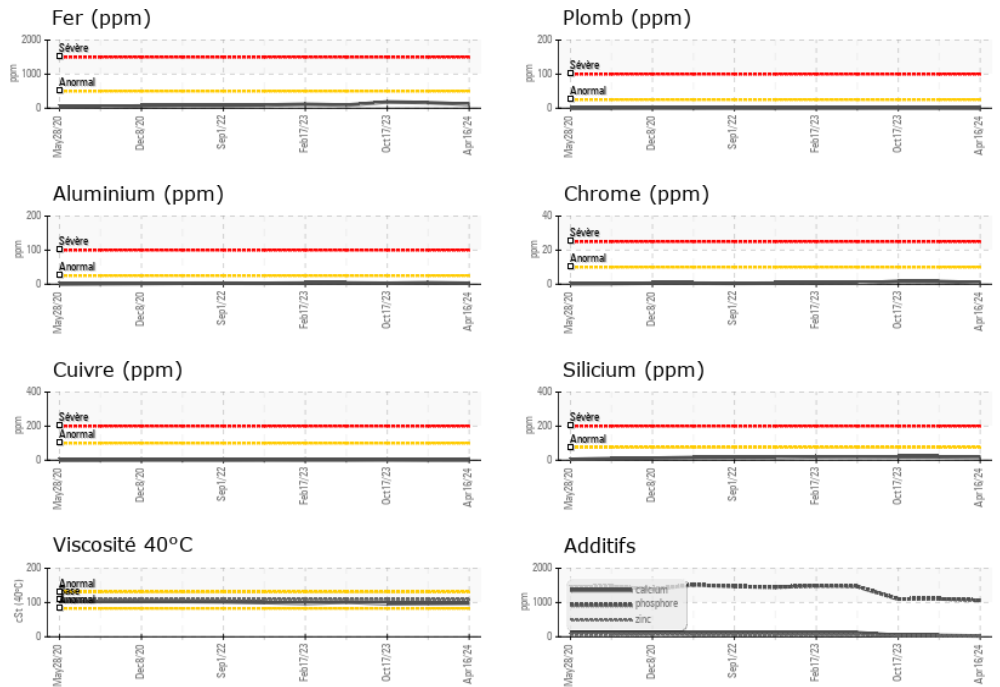 Fer (ppm)
2000
1000
0
ppm
Sévère
Anormal
May28/20
Dec8/20
Sep1/22
Feb17/23
Oct17/23
Apr16/24
Plomb (ppm)
200
100
0
ppm
Sévère
Anormal
May28/20
Dec8/20
Sep1/22
Feb17/23
Oct17/23
Apr16/24
Aluminium (ppm)
200
100
0
ppm
Sévère
Anormal
May28/20
Dec8/20
Sep1/22
Feb17/23
Oct17/23
Apr16/24
Chrome (ppm)
40
20
0
ppm
Sévère
Anormal
May28/20
Dec8/20
Sep1/22
Feb17/23
Oct17/23
Apr16/24
Cuivre (ppm)
400
200
0
ppm
Sévère
Anormal
May28/20
Dec8/20
Sep1/22
Feb17/23
Oct17/23
Apr16/24
Silicium (ppm)
400
200
0
ppm
Sévère
Anormal
May28/20
Dec8/20
Sep1/22
Feb17/23
Oct17/23
Apr16/24
Viscosité 40°C
200
100
0
cSt (40°C)
Anormal
Base
Anormal
May28/20
Dec8/20
Sep1/22
Feb17/23
Oct17/23
Apr16/24
Additifs
2000
1000
0
ppm
calcium
phosphore
zinc
May28/20
Dec8/20
Sep1/22
Feb17/23
Oct17/23
Apr16/24